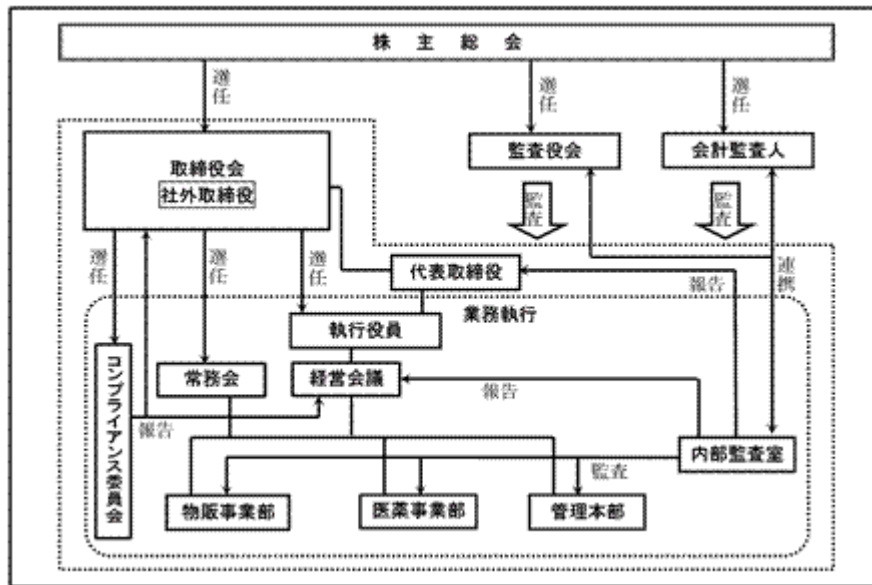 株主総会
選任
選任
選任
取締役会
社外取締役
監査役会
会計監査人
監査
監査
選任
選任
選任
代表取締役
報告
連携
業務執行
執行役員
コンプライアンス委員会
常務会
経営会議
報告
報告
内部監査室
監査
物販事業部
医薬事業部
管理本部